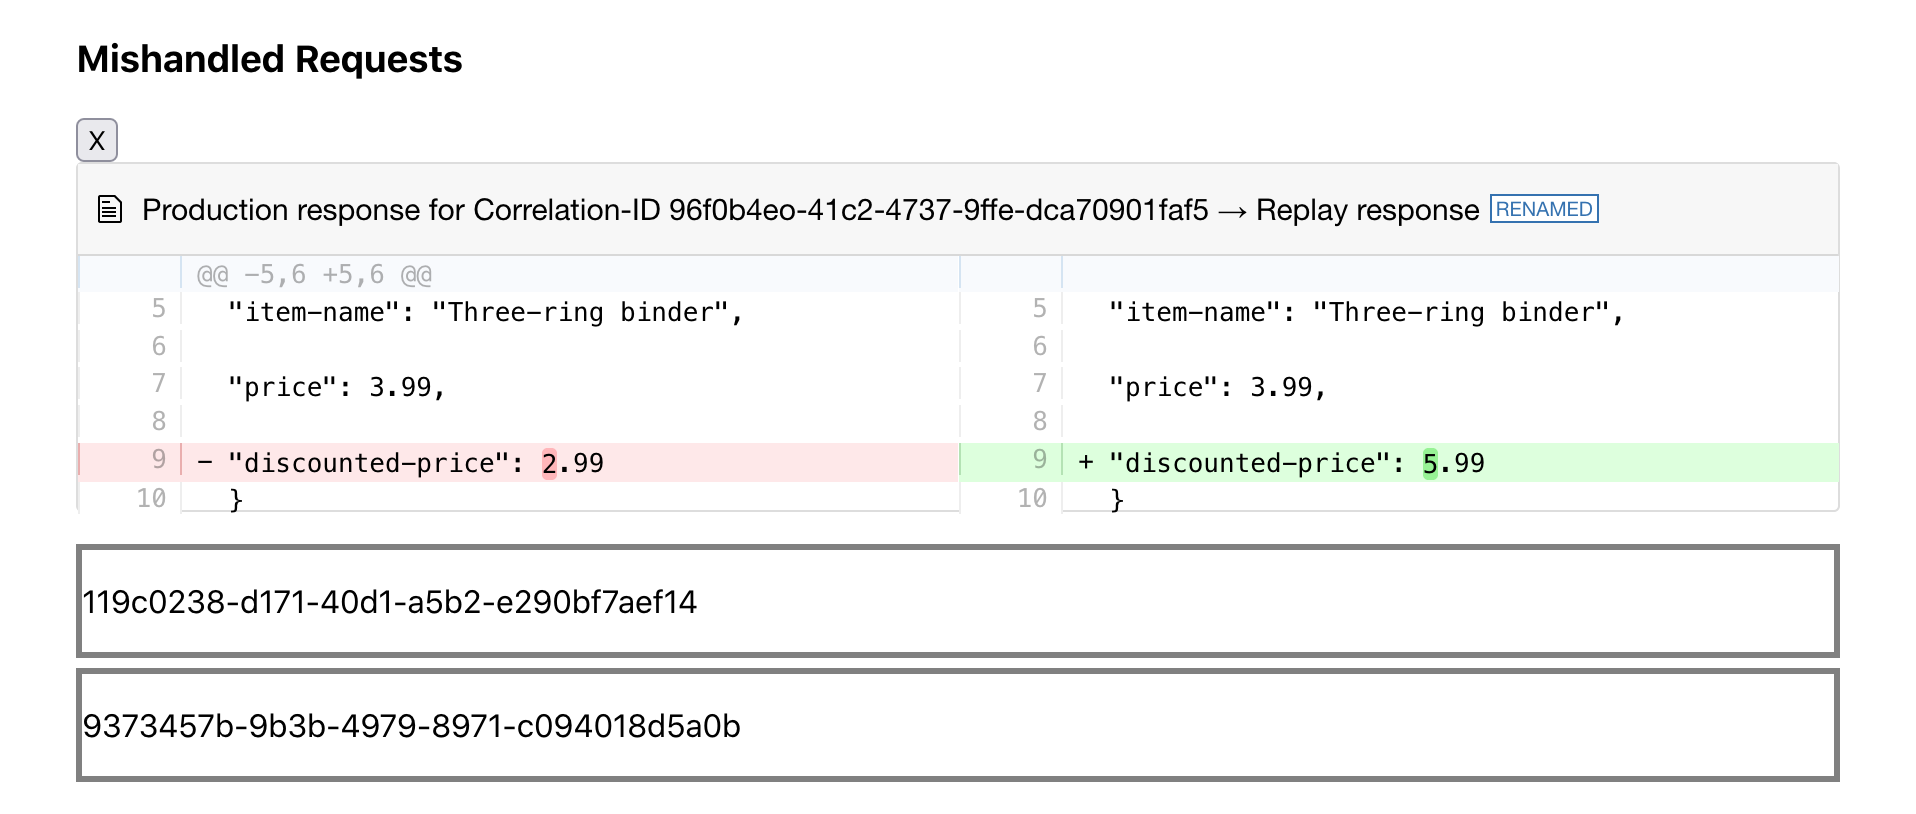 Mishandled Requests
X
Production response for Correlation-ID 96f0b4eo-41c2-4737-9ffe-dca70901faf5 → Replay response RENAMED
@@ -5,6 +5,6 @@
5 "item-name": "Three-ring binder", 5 "item-name": "Three-ring binder",
6 6
7 "price": 3.99, 7 "price": 3.99,
8 8
9 - "discounted-price": 2.99 9 + "discounted-price": 5.99
10 } 10 }
119c0238-d171-40d1-a5b2-e290bf7aef14
9373457b-9b3b-4979-8971-c094018d5a0b